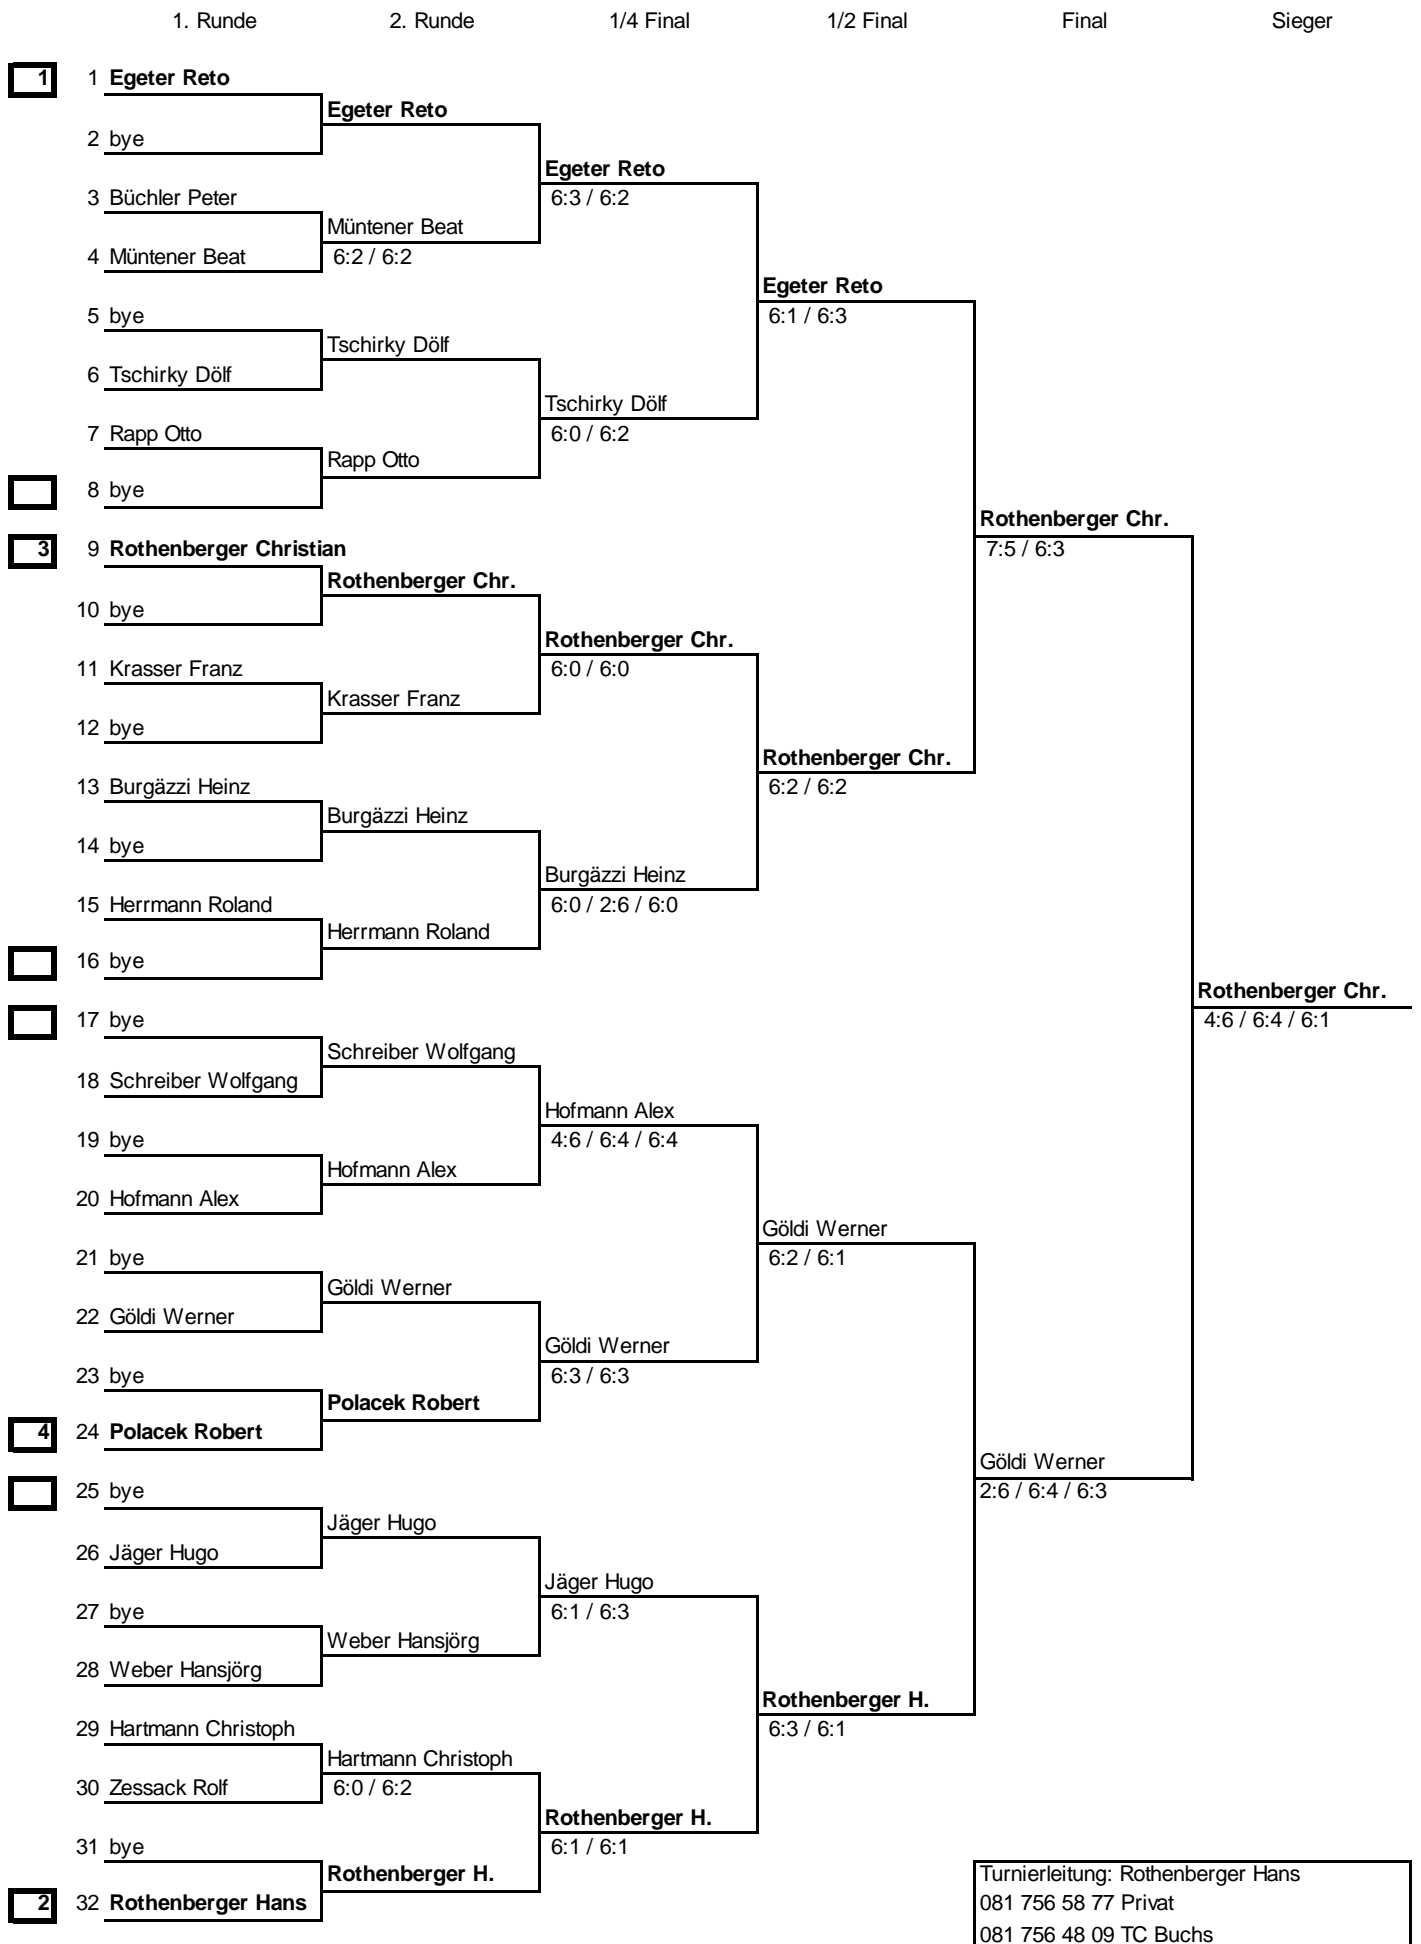 1. Runde 2. Runde 1/4 Final 1/2 Final Final Sieger
1 1 Egeter Reto
Egeter Reto
2 bye
Egeter Reto
3 Büchler Peter 6:3 / 6:2
Müntener Beat
4 Müntener Beat 6:2 / 6:2
Egeter Reto
5 bye 6:1 / 6:3
Tschirky Dölf
6 Tschirky Dölf
Tschirky Dölf
7 Rapp Otto 6:0 / 6:2
Rapp Otto
8 bye
Rothenberger Chr.
3 9 Rothenberger Christian 7:5 / 6:3
Rothenberger Chr.
10 bye
Rothenberger Chr.
11 Krasser Franz 6:0 / 6:0
Krasser Franz
12 bye
Rothenberger Chr.
13 Burgäzzi Heinz 6:2 / 6:2
Burgäzzi Heinz
14 bye
Burgäzzi Heinz
15 Herrmann Roland 6:0 / 2:6 / 6:0
Herrmann Roland
16 bye
Rothenberger Chr.
17 bye 4:6 / 6:4 / 6:1
Schreiber Wolfgang
18 Schreiber Wolfgang
Hofmann Alex
19 bye 4:6 / 6:4 / 6:4
Hofmann Alex
20 Hofmann Alex
Göldi Werner
21 bye 6:2 / 6:1
Göldi Werner
22 Göldi Werner
Göldi Werner
23 bye 6:3 / 6:3
Polacek Robert
4 24 Polacek Robert
Göldi Werner
25 bye 2:6 / 6:4 / 6:3
Jäger Hugo
26 Jäger Hugo
Jäger Hugo
27 bye 6:1 / 6:3
Weber Hansjörg
28 Weber Hansjörg
Rothenberger H.
29 Hartmann Christoph 6:3 / 6:1
Hartmann Christoph
30 Zessack Rolf 6:0 / 6:2
Rothenberger H.
31 bye 6:1 / 6:1
Rothenberger H. Turnierleitung: Rothenberger Hans
2 32 Rothenberger Hans 081 756 58 77 Privat
081 756 48 09 TC Buchs